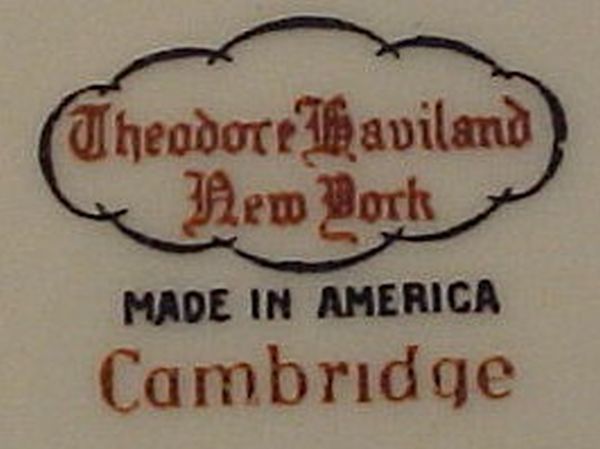 Theodore Haviland
New York
MADE IN AMERICA
Cambridge